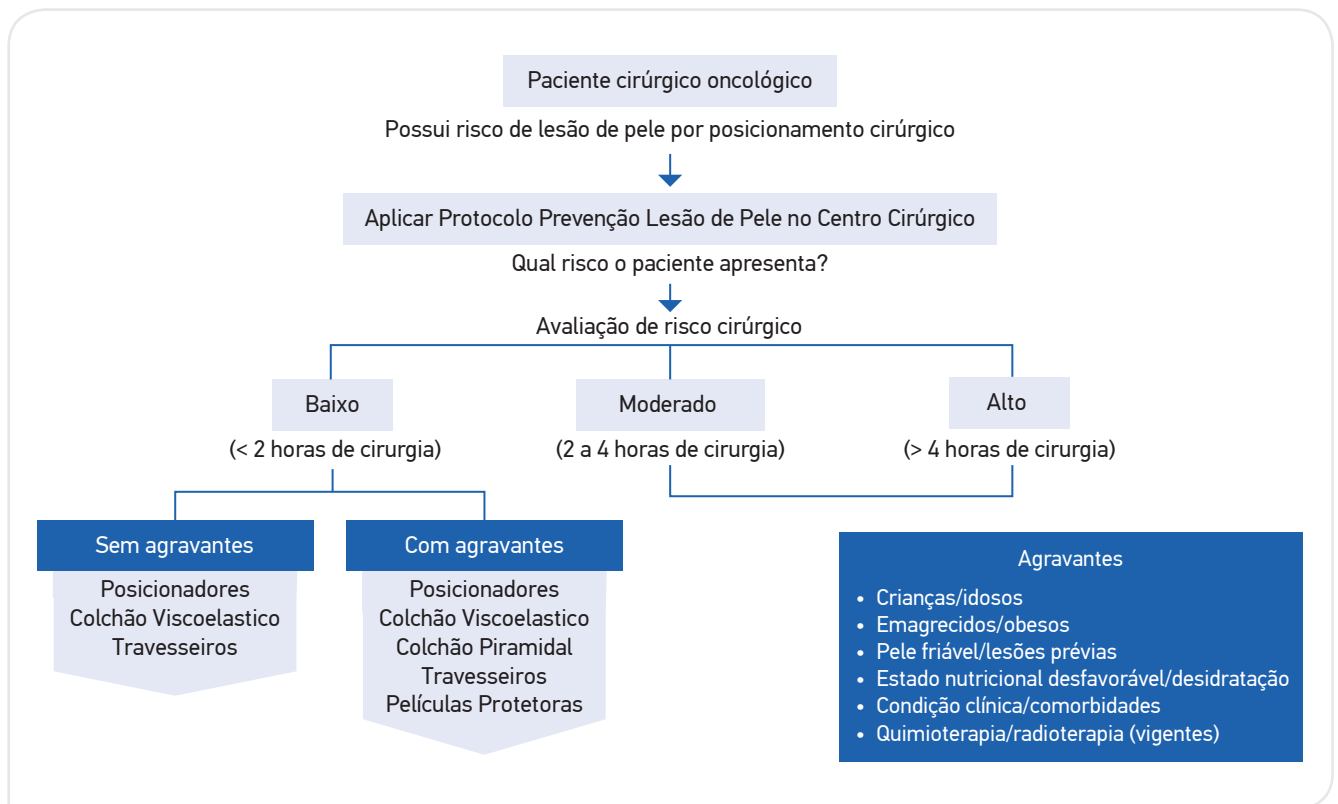 Paciente cirúrgico oncológico
Possui risco de lesão de pele por posicionamento cirúrgico
Aplicar Protocolo Prevenção Lesão de Pele no Centro Cirúrgico
Qual risco o paciente apresenta?
Avaliação de risco cirúrgico
Baixo
(< 2 horas de cirurgia)
Moderado
(2 a 4 horas de cirurgia)
Alto
(> 4 horas de cirurgia)
Sem agravantes
Posicionadores
Colchão Viscoelastico
Travesseiros
Com agravantes
Posicionadores
Colchão Viscoelastico
Colchão Piramidal
Travesseiros
Películas Protetoras
Agravantes
• Crianças/idosos
• Emagrecidos/obesos
• Pele friável/lesões prévias
• Estado nutricional desfavorável/desidratação
• Condição clínica/comorbidades
• Quimioterapia/radioterapia (vigentes)